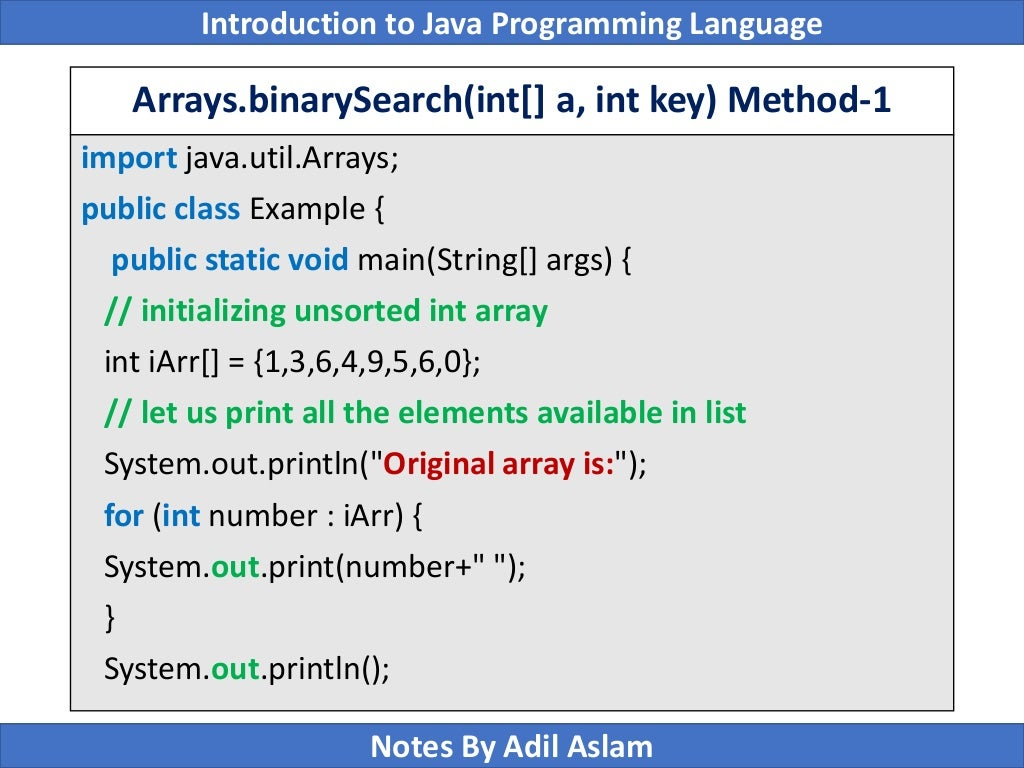 Introduction to Java Programming Language
Arrays.binarySearch(int[] a, int key) Method-1
import java.util.Arrays;
public class Example {
public static void main(String[] args) {
// initializing unsorted int array
int iArr[] = {1,3,6,4,9,5,6,0};
// let us print all the elements available in list
System.out.println("Original array is:");
for (int number : iArr) {
System.out.print(number+" ");
}
System.out.println();
Notes By Adil Aslam